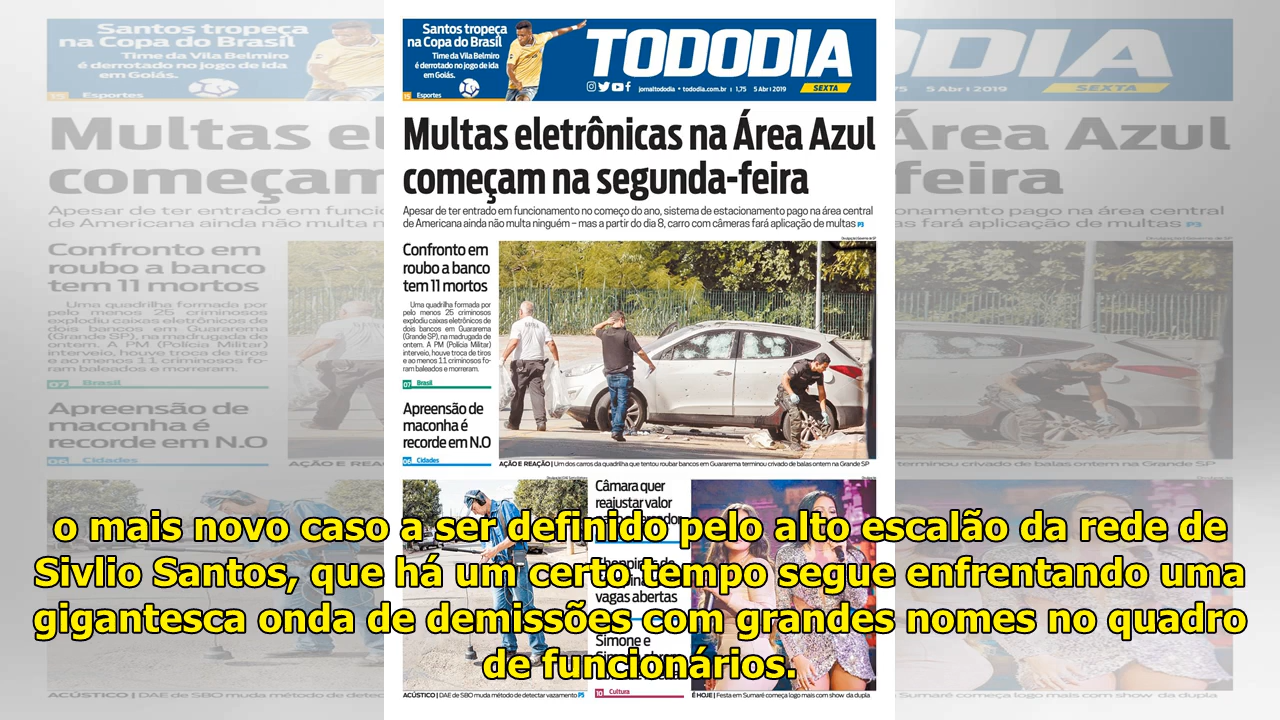 Santos tropeça
na Copa do Brasil
Time da Vila Belmiro
é derrotado no jogo de ida
em Goiás.
15 Esportes
TODODIA
jornaltododia • tododia.com.br | 1,75 | 5 Abr | 2019
SEXTA
Multas eletrônicas na Área Azul
começam na segunda-feira
Apesar de ter entrado em funcionamento no começo do ano, sistema de estacionamento pago na área central
de Americana ainda não multa ninguém – mas a partir do dia 8, carro com câmeras fará aplicação de multas P3
Confronto em
roubo a banco
tem 11 mortos
Uma quadrilha formada por
pelo menos 25 criminosos
explodiu caixas eletrônicos de
dois bancos em Guararema
(Grande SP), na madrugada de
ontem. A PM (Polícia Militar)
interveio, houve troca de tiros
e ao menos 11 criminosos fo-
ram baleados e morreram.
07 Brasil
Apreensão de
maconha é
recorde em N.O
06 Cidades
AÇÃO E REAÇÃO | Um dos carros da quadrilha que tentou roubar bancos em Guararema terminou crivado de balas ontem na Grande SP
Câmara quer
reajustar valor
vagas abertas
Simone e
10 Cultura
ACÚSTICO | DAE de SBO muda método de detectar vazamento P5
É HOJE | Festa em Sumaré começa logo mais com show da dupla
o mais novo caso a ser definido pelo alto escalão da rede de
Sivlio Santos, que há um certo tempo segue enfrentando uma
gigantesca onda de demissões com grandes nomes no quadro
de funcionários.